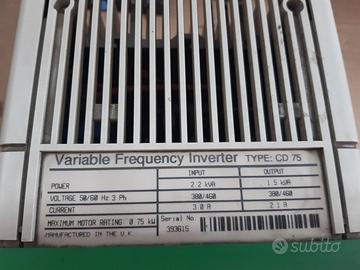 Variable Frequency Inverter TYPE: CD 75
INPUT OUTPUT
POWER 2.2 kVA 1.5 kVA
VOLTAGE 50/60 Hz 3 Ph 380/460 380/460
CURRENT 3.0 A 2.1 A
MAXIMUM MOTOR RATING 0.75 kW Serial No. 393615
MANUFACTURED IN THE U.K.
subito